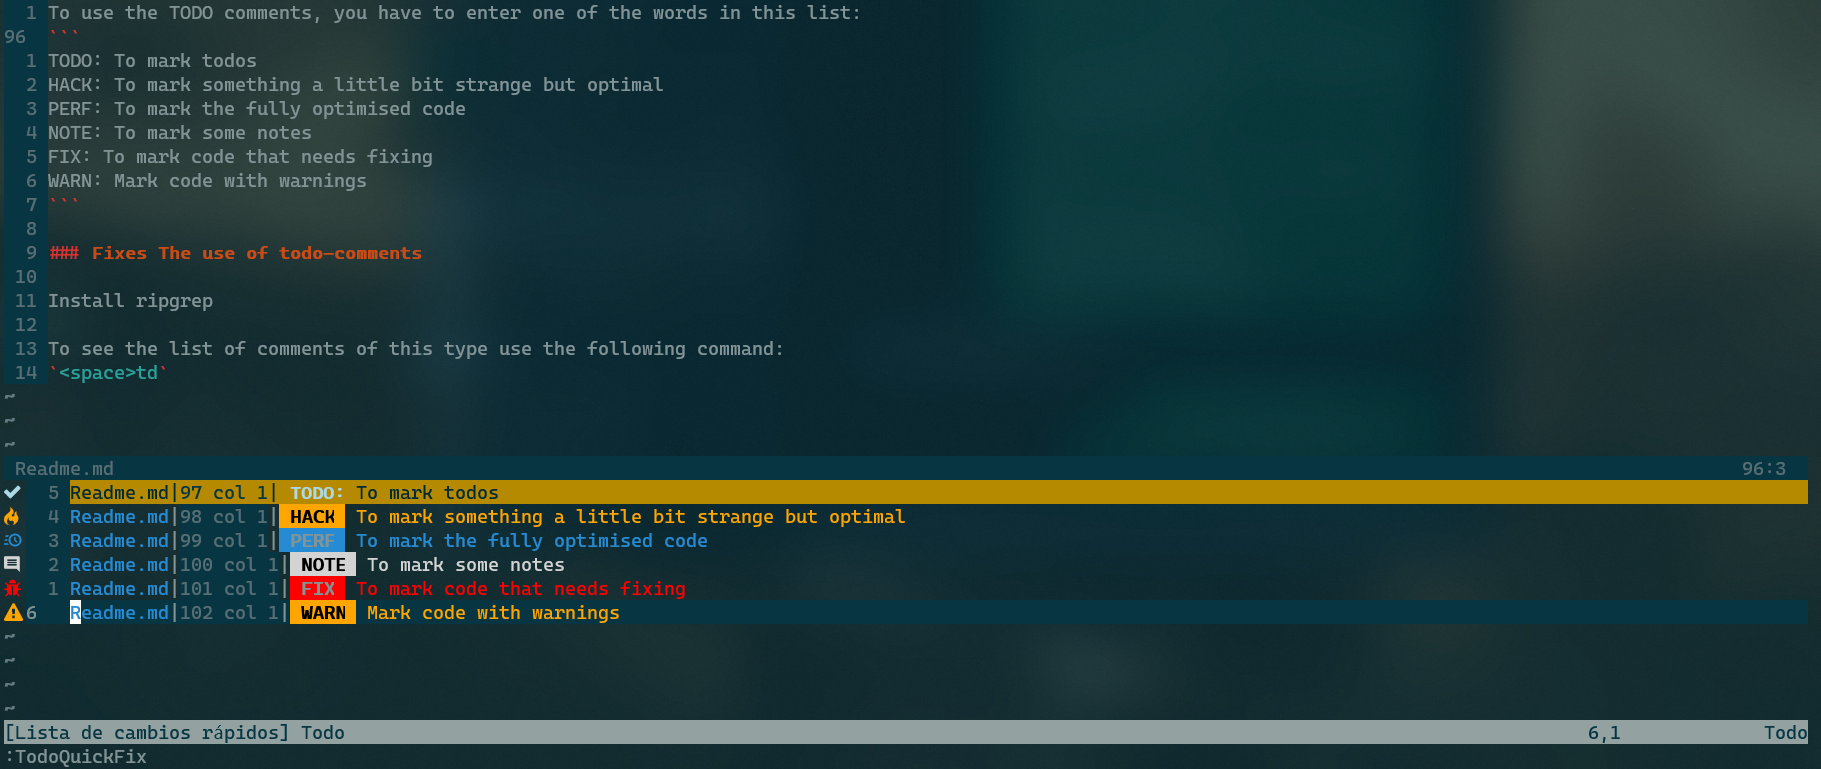 1 To use the TODO comments, you have to enter one of the words in this list:
96 ```
1 TODO: To mark todos
2 HACK: To mark something a little bit strange but optimal
3 PERF: To mark the fully optimised code
4 NOTE: To mark some notes
5 FIX: To mark code that needs fixing
6 WARN: Mark code with warnings
7 ```
8
9 ### Fixes The use of todo-comments
10
11 Install ripgrep
12
13 To see the list of comments of this type use the following command:
14 `<space>td`
~
~
~
Readme.md 96:3
5 Readme.md|97 col 1| TODO: To mark todos
4 Readme.md|98 col 1| HACK To mark something a little bit strange but optimal
3 Readme.md|99 col 1| PERF To mark the fully optimised code
2 Readme.md|100 col 1| NOTE To mark some notes
1 Readme.md|101 col 1| FIX To mark code that needs fixing
6 Readme.md|102 col 1| WARN Mark code with warnings
~
~
~
~
[Lista de cambios rápidos] Todo 6,1 Todo
:TodoQuickFix